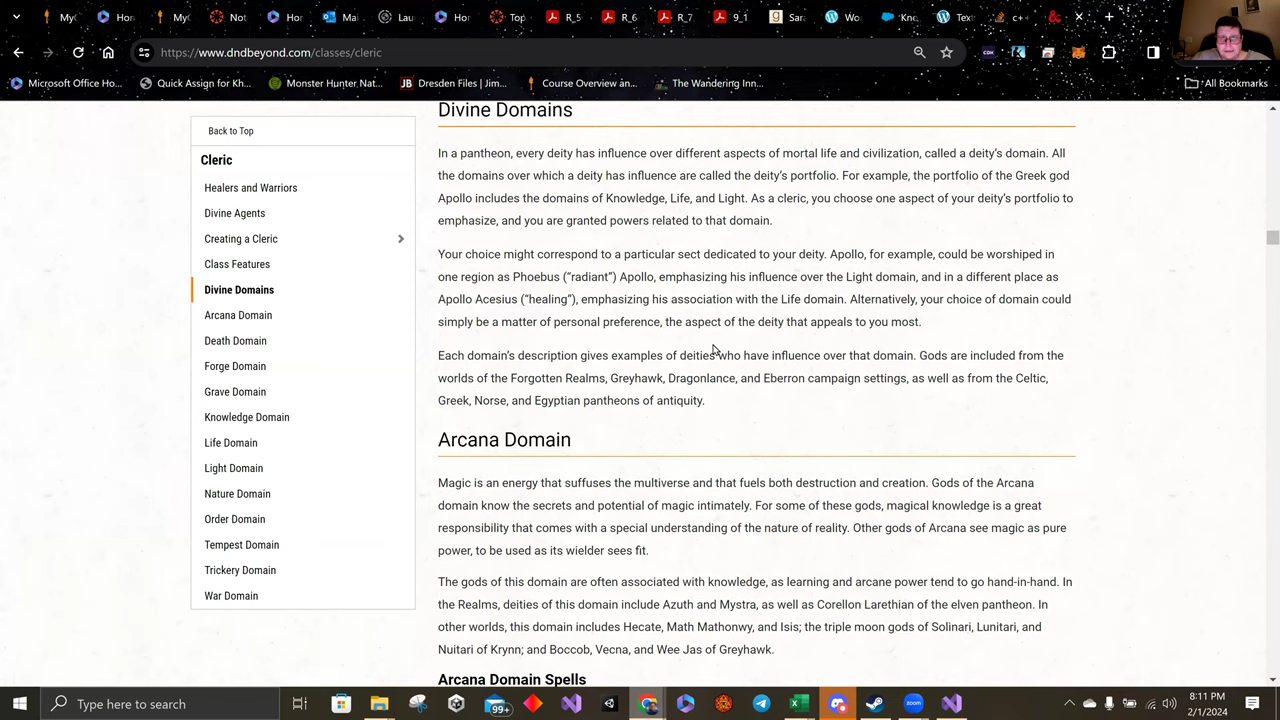 My C
Hon
MyC
Clet
Hon
Mail
Lau
Hon
Top
R_5
R_6
R_7
9_1
Sara
Wo
Knc
Text
c++
https://www.dndbeyond.com/classes/cleric
Microsoft Office Ho...
Quick Assign for Kh...
Monster Hunter Nat...
JB Dresden Files | Jim...
Course Overview an...
The Wandering Inn...
All Bookmarks
Back to Top
Cleric
Healers and Warriors
Divine Agents
Creating a Cleric
Class Features
Divine Domains
Arcana Domain
Death Domain
Forge Domain
Grave Domain
Knowledge Domain
Life Domain
Light Domain
Nature Domain
Order Domain
Tempest Domain
Trickery Domain
War Domain
Divine Domains
In a pantheon, every deity has influence over different aspects of mortal life and civilization, called a deity's domain. All
the domains over which a deity has influence are called the deity's portfolio. For example, the portfolio of the Greek god
Apollo includes the domains of Knowledge, Life, and Light. As a cleric, you choose one aspect of your deity's portfolio to
emphasize, and you are granted powers related to that domain.
Your choice might correspond to a particular sect dedicated to your deity. Apollo, for example, could be worshiped in
one region as Phoebus (“radiant”) Apollo, emphasizing his influence over the Light domain, and in a different place as
Apollo Acesius (“healing”), emphasizing his association with the Life domain. Alternatively, your choice of domain could
simply be a matter of personal preference, the aspect of the deity that appeals to you most.
Each domain's description gives examples of deities who have influence over that domain. Gods are included from the
worlds of the Forgotten Realms, Greyhawk, Dragonlance, and Eberron campaign settings, as well as from the Celtic,
Greek, Norse, and Egyptian pantheons of antiquity.
Arcana Domain
Magic is an energy that suffuses the multiverse and that fuels both destruction and creation. Gods of the Arcana
domain know the secrets and potential of magic intimately. For some of these gods, magical knowledge is a great
responsibility that comes with a special understanding of the nature of reality. Other gods of Arcana see magic as pure
power, to be used as its wielder sees fit.
The gods of this domain are often associated with knowledge, as learning and arcane power tend to go hand-in-hand. In
the Realms, deities of this domain include Azuth and Mystra, as well as Corellon Larethian of the elven pantheon. In
other worlds, this domain includes Hecate, Math Mathonwy, and Isis; the triple moon gods of Solinari, Lunitari, and
Nuitari of Krynn; and Boccob, Vecna, and Wee Jas of Greyhawk.
Arcana Domain Spells
Type here to search
99+
zoom
8:11 PM
2/1/2024